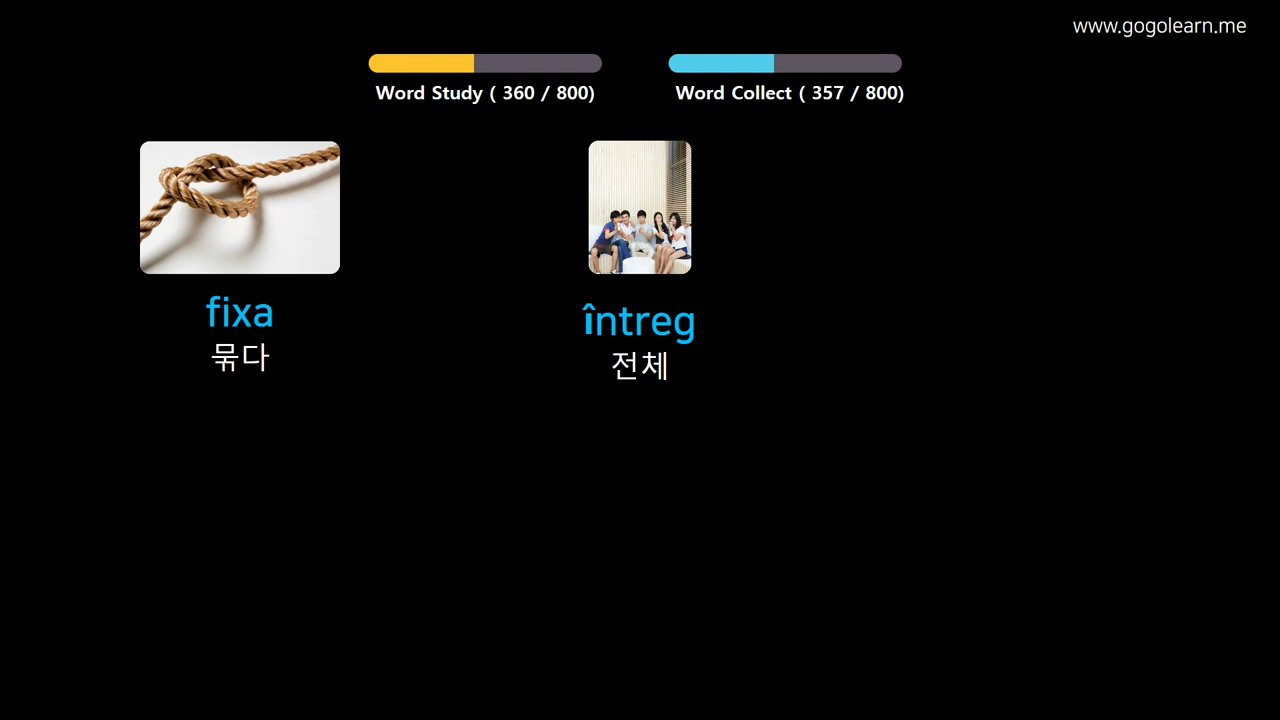 www.gogolearn.me
Word Study ( 360 / 800)
Word Collect ( 357 / 800)
fixa
묶다
întreg
전체